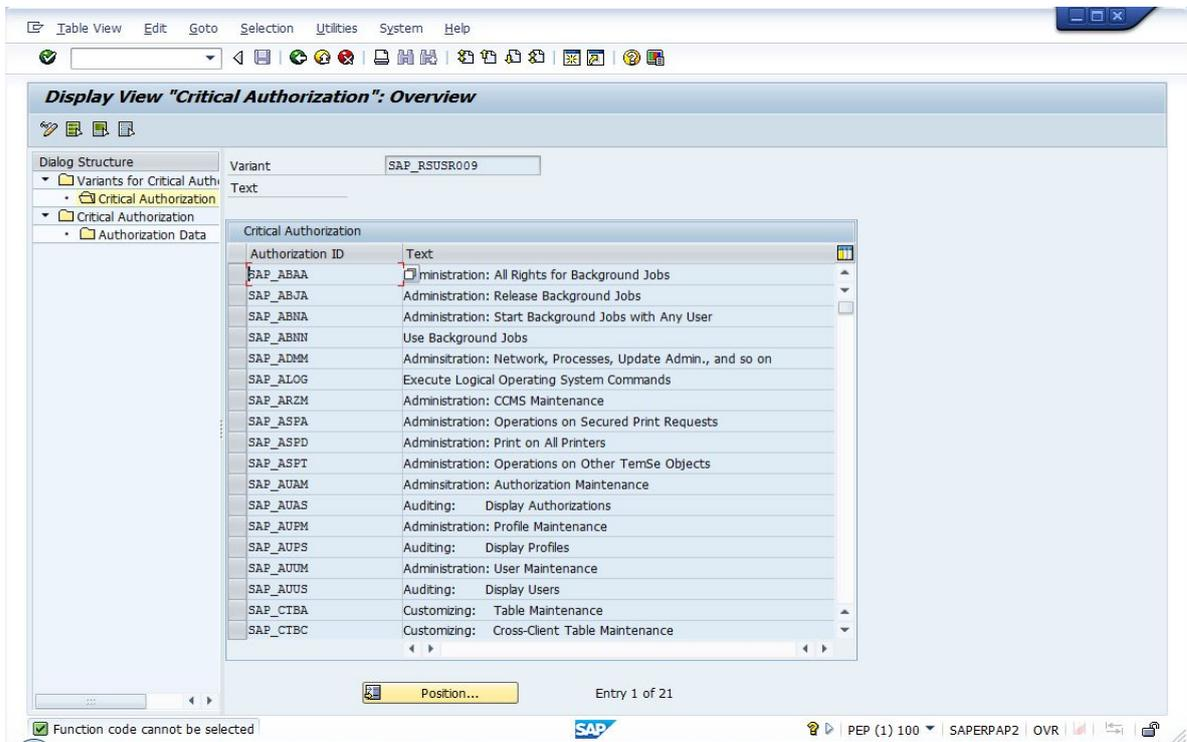 Table View Edit Goto Selection Utilities System Help
Display View "Critical Authorization": Overview
Dialog Structure
Variants for Critical Auth
Critical Authorization
Critical Authorization
Authorization Data
Variant SAP_RSUSR009
Text
Critical Authorization
Authorization ID Text
SAP_ABAA ministration: All Rights for Background Jobs
SAP_ABJA Administration: Release Background Jobs
SAP_ABNA Administration: Start Background Jobs with Any User
SAP_ABNN Use Background Jobs
SAP_ADMM Adminsitration: Network, Processes, Update Admin., and so on
SAP_ALOG Execute Logical Operating System Commands
SAP_ARZM Administration: CCMS Maintenance
SAP_ASPA Administration: Operations on Secured Print Requests
SAP_ASPD Administration: Print on All Printers
SAP_ASPT Administration: Operations on Other TemSe Objects
SAP_AUAM Adminsitration: Authorization Maintenance
SAP_AUAS Auditing: Display Authorizations
SAP_AUPM Administration: Profile Maintenance
SAP_AUPS Auditing: Display Profiles
SAP_AUUM Administration: User Maintenance
SAP_AUUS Auditing: Display Users
SAP_CTBA Customizing: Table Maintenance
SAP_CTBC Customizing: Cross-Client Table Maintenance
Position... Entry 1 of 21
Function code cannot be selected SAP PEP (1) 100 SAPERPAP2 OVR